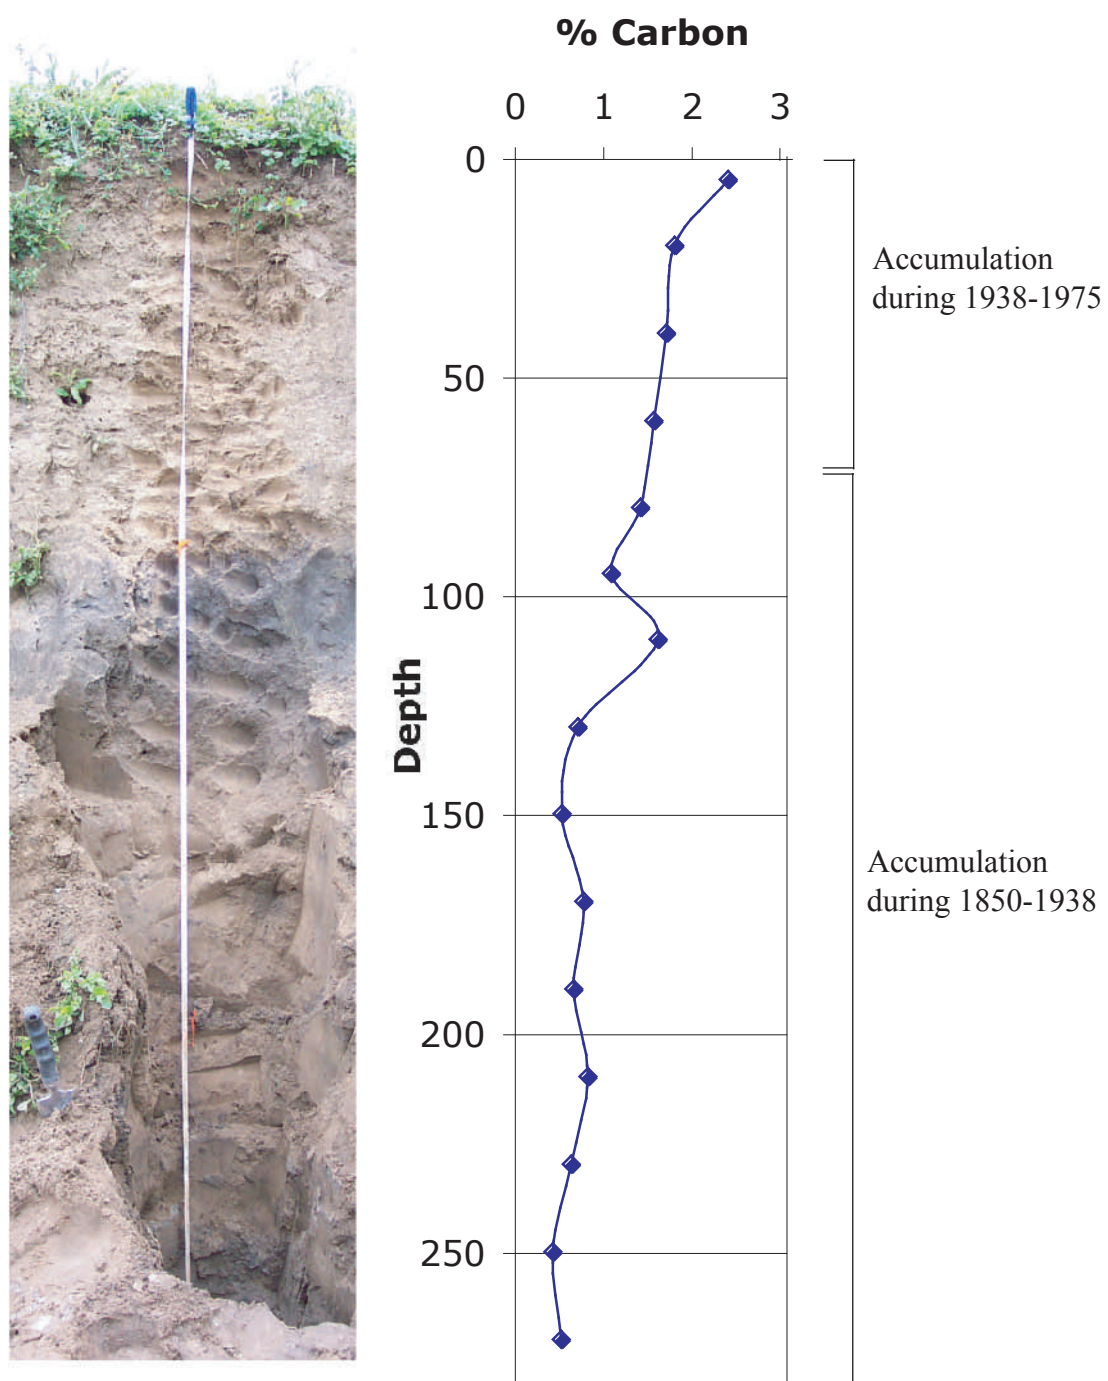 % Carbon
0 1 2 3
0
50
100
150
200
250
Depth
Accumulation
during 1938-1975
Accumulation
during 1850-1938